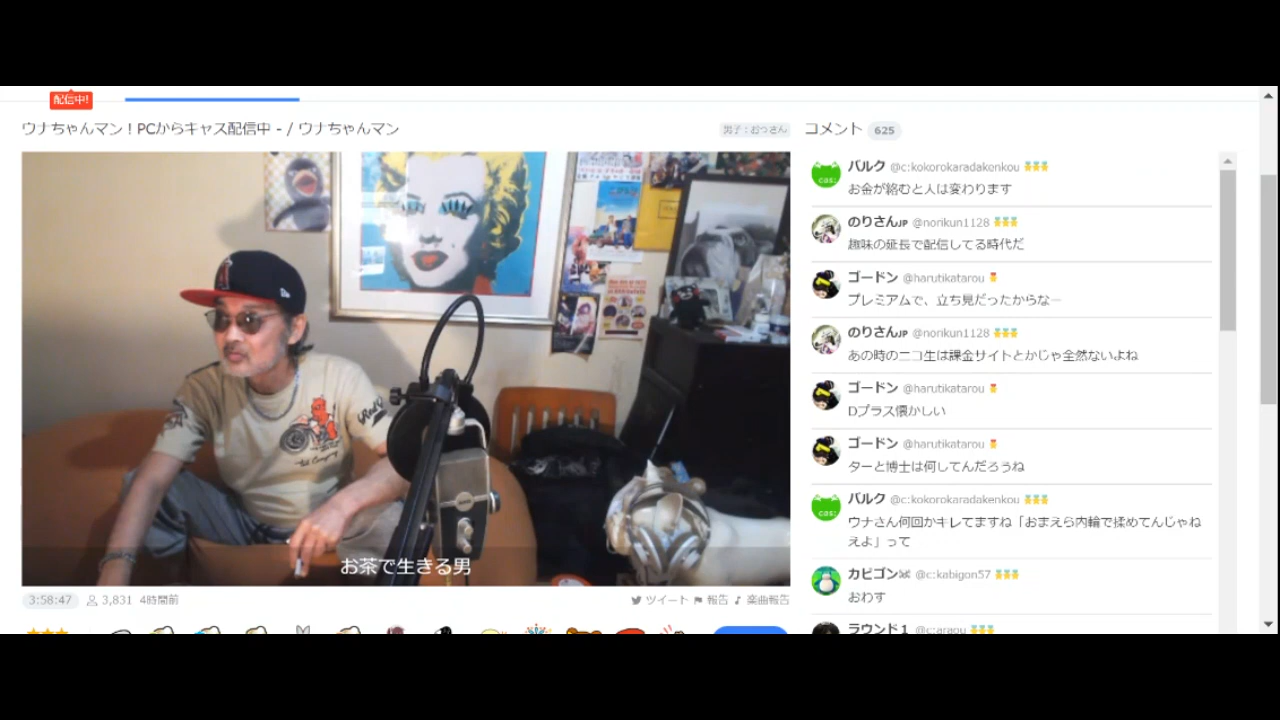 配信中!
ウナちゃんマン！PCからキャス配信中 - / ウナちゃんマン
男子：おっさん
お茶で生きる男
3:58:47 3,831 4時間前
ツイート 報告 楽曲報告
コメント 625
バルク @c:kokorokaradakenkou
お金が絡むと人は変わります
のりさんJP @norikun1128
趣味の延長で配信してる時代だ
ゴードン @harutikatarou
プレミアムで、立ち見だったからなー
のりさんJP @norikun1128
あの時のニコ生は課金サイトとかじゃ全然ないよね
ゴードン @harutikatarou
Dプラス懐かしい
ゴードン @harutikatarou
ターと博士は何してんだろうね
バルク @c:kokorokaradakenkou
ウナさん何回かキレてますね「おまえら内輪で揉めてんじゃね
えよ」って
カビゴン @c:kabigon57
おわす
ラウンド1 @c:araou